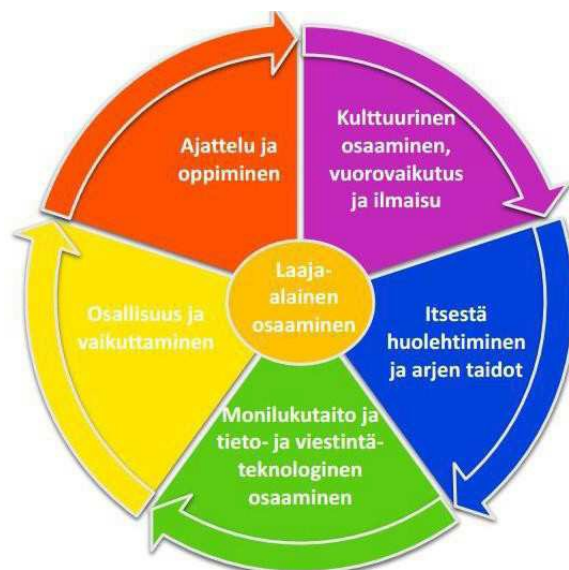 Ajattelu ja
oppiminen
Kulttuurinen
osaaminen,
vuorovaikutus
ja ilmaisu
Laaja-
alainen
osaaminen
Osallisuus ja
vaikuttaminen
Itsestä
huolehtiminen
ja arjen taidot
Monilukutaito ja
tieto- ja viestintä-
teknologinen
osaaminen